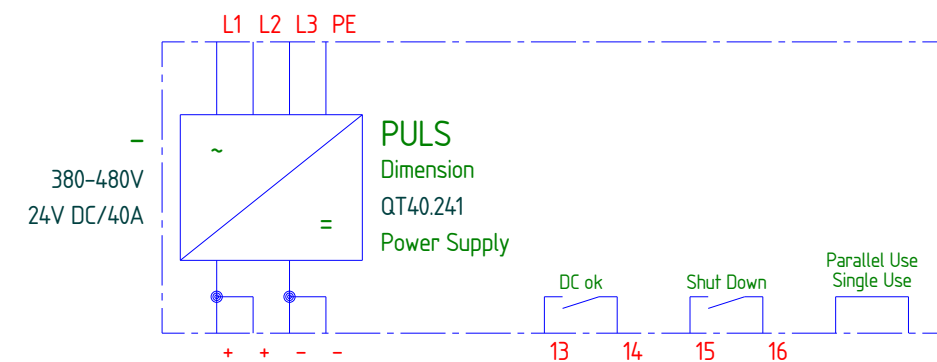 L1 L2 L3 PE
–
380-480V
24V DC/40A
~
=
PULS
Dimension
QT40.241
Power Supply
DC ok
Shut Down
Parallel Use
Single Use
+ + – –
13 14 15 16